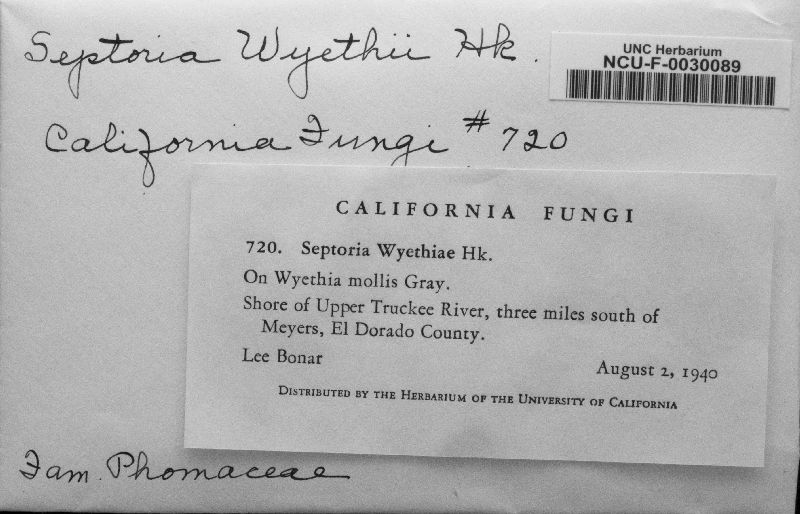 Septoria Wyethii Hk.
UNC Herbarium
NCU-F-0030089
California Fungi # 720
CALIFORNIA FUNGI
720. Septoria Wyethiae Hk.
On Wyethia mollis Gray.
Shore of Upper Truckee River, three miles south of
Meyers, El Dorado County.
Lee Bonar August 2, 1940
DISTRIBUTED BY THE HERBARIUM OF THE UNIVERSITY OF CALIFORNIA
Fam. Phomaceae